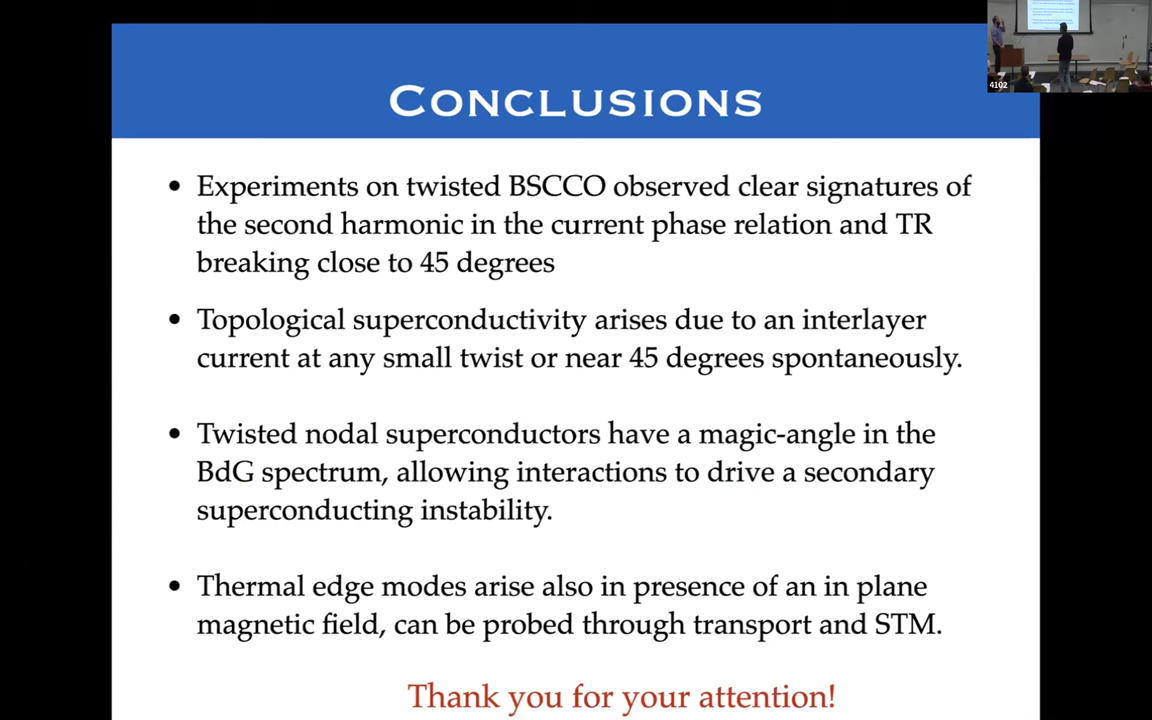 4102
CONCLUSIONS
• Experiments on twisted BSCCO observed clear signatures of
the second harmonic in the current phase relation and TR
breaking close to 45 degrees
• Topological superconductivity arises due to an interlayer
current at any small twist or near 45 degrees spontaneously.
• Twisted nodal superconductors have a magic-angle in the
BdG spectrum, allowing interactions to drive a secondary
superconducting instability.
• Thermal edge modes arise also in presence of an in plane
magnetic field, can be probed through transport and STM.
Thank you for your attention!